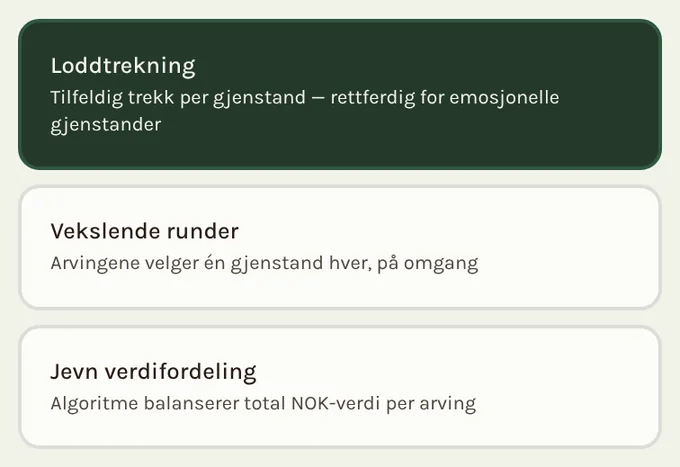 Loddtrekning
Tilfeldig trekk per gjenstand — rettferdig for emosjonelle
gjenstander
Vekslende runder
Arvingene velger én gjenstand hver, på omgang
Jevn verdifordeling
Algoritme balanserer total NOK-verdi per arving